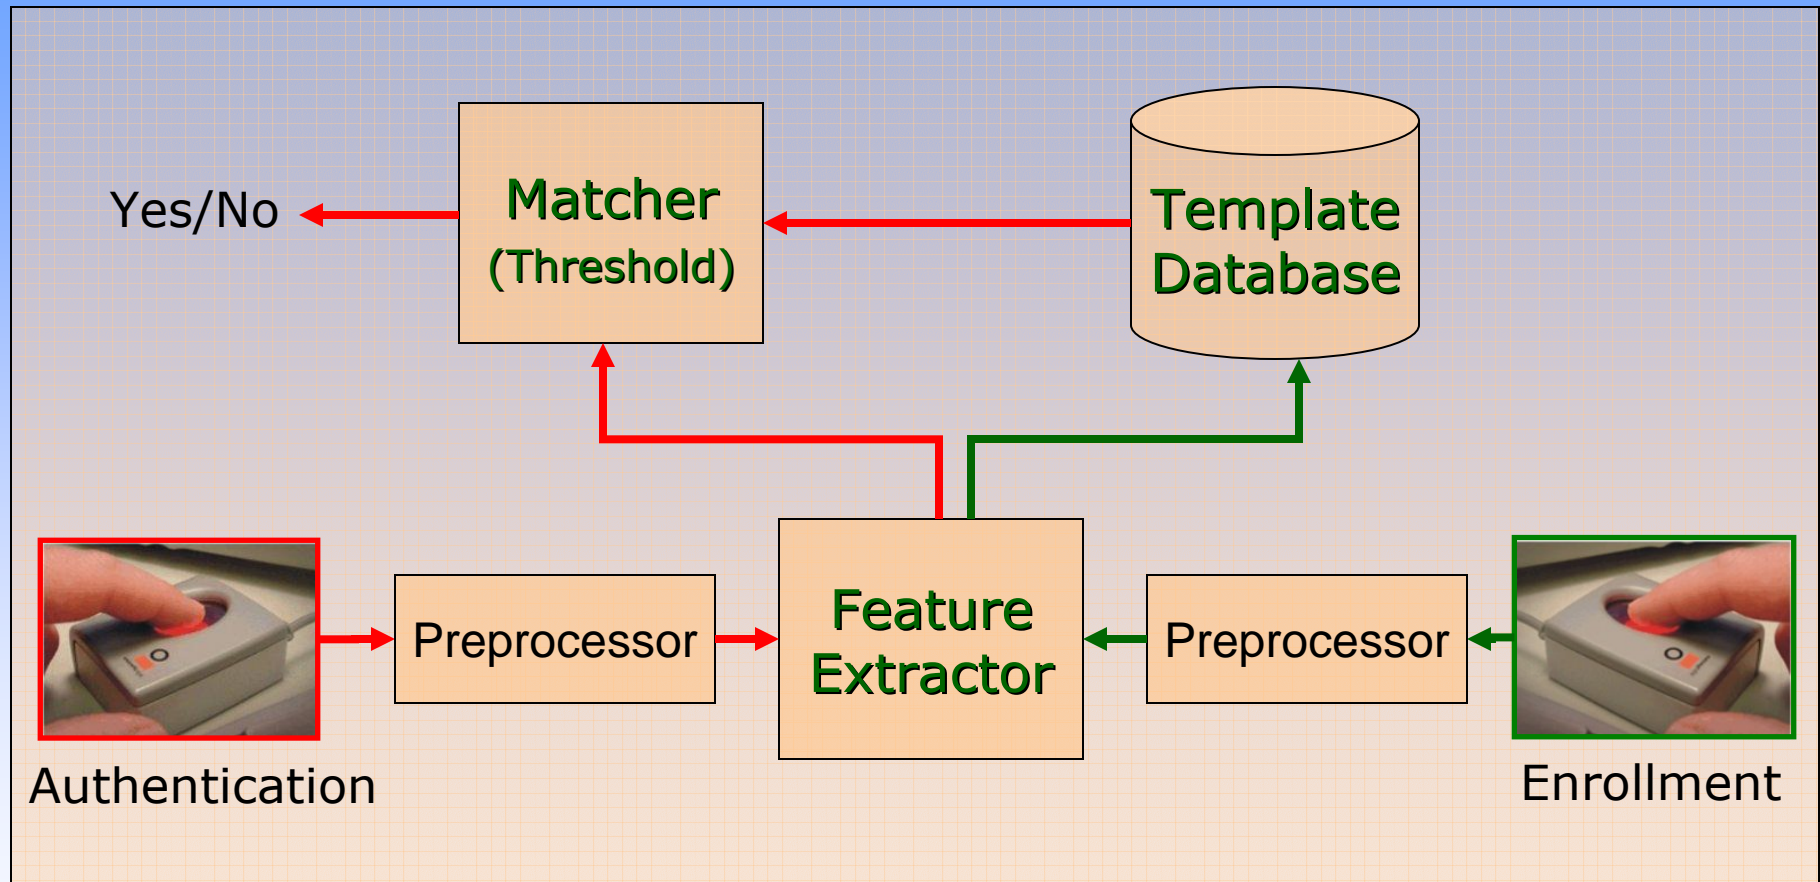 Yes/No
Matcher
(Threshold)
Template
Database
Preprocessor
Feature
Extractor
Preprocessor
Authentication
Enrollment